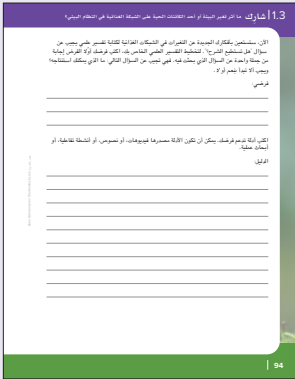 1.3 | شارك ما أثر تغير البيئة أو أحد الكائنات الحية على الشبكة الغذائية في النظام البيئي؟
الآن، ستستعين بأفكارك الجديدة عن التغيرات في الشبكات الغذائية لكتابة تفسير علمي يجيب عن
سؤال "هل تستطيع الشرح؟". لتخطيط التفسير العلمي الخاص بك، اكتب فرضك أولًا. الفرض إجابة
من جملة واحدة عن السؤال الذي بحثت فيه. فهي تجيب عن السؤال التالي: ما الذي يمكنك استنتاجه؟
ويجب ألا تبدأ بنعم أو لا.
فرضي:
اكتب أدلة تدعم فرضك. يمكن أن تكون الأدلة مصدرها فيديوهات، أو نصوص، أو أنشطة تفاعلية، أو
أبحاث عملية.
الدليل:
94